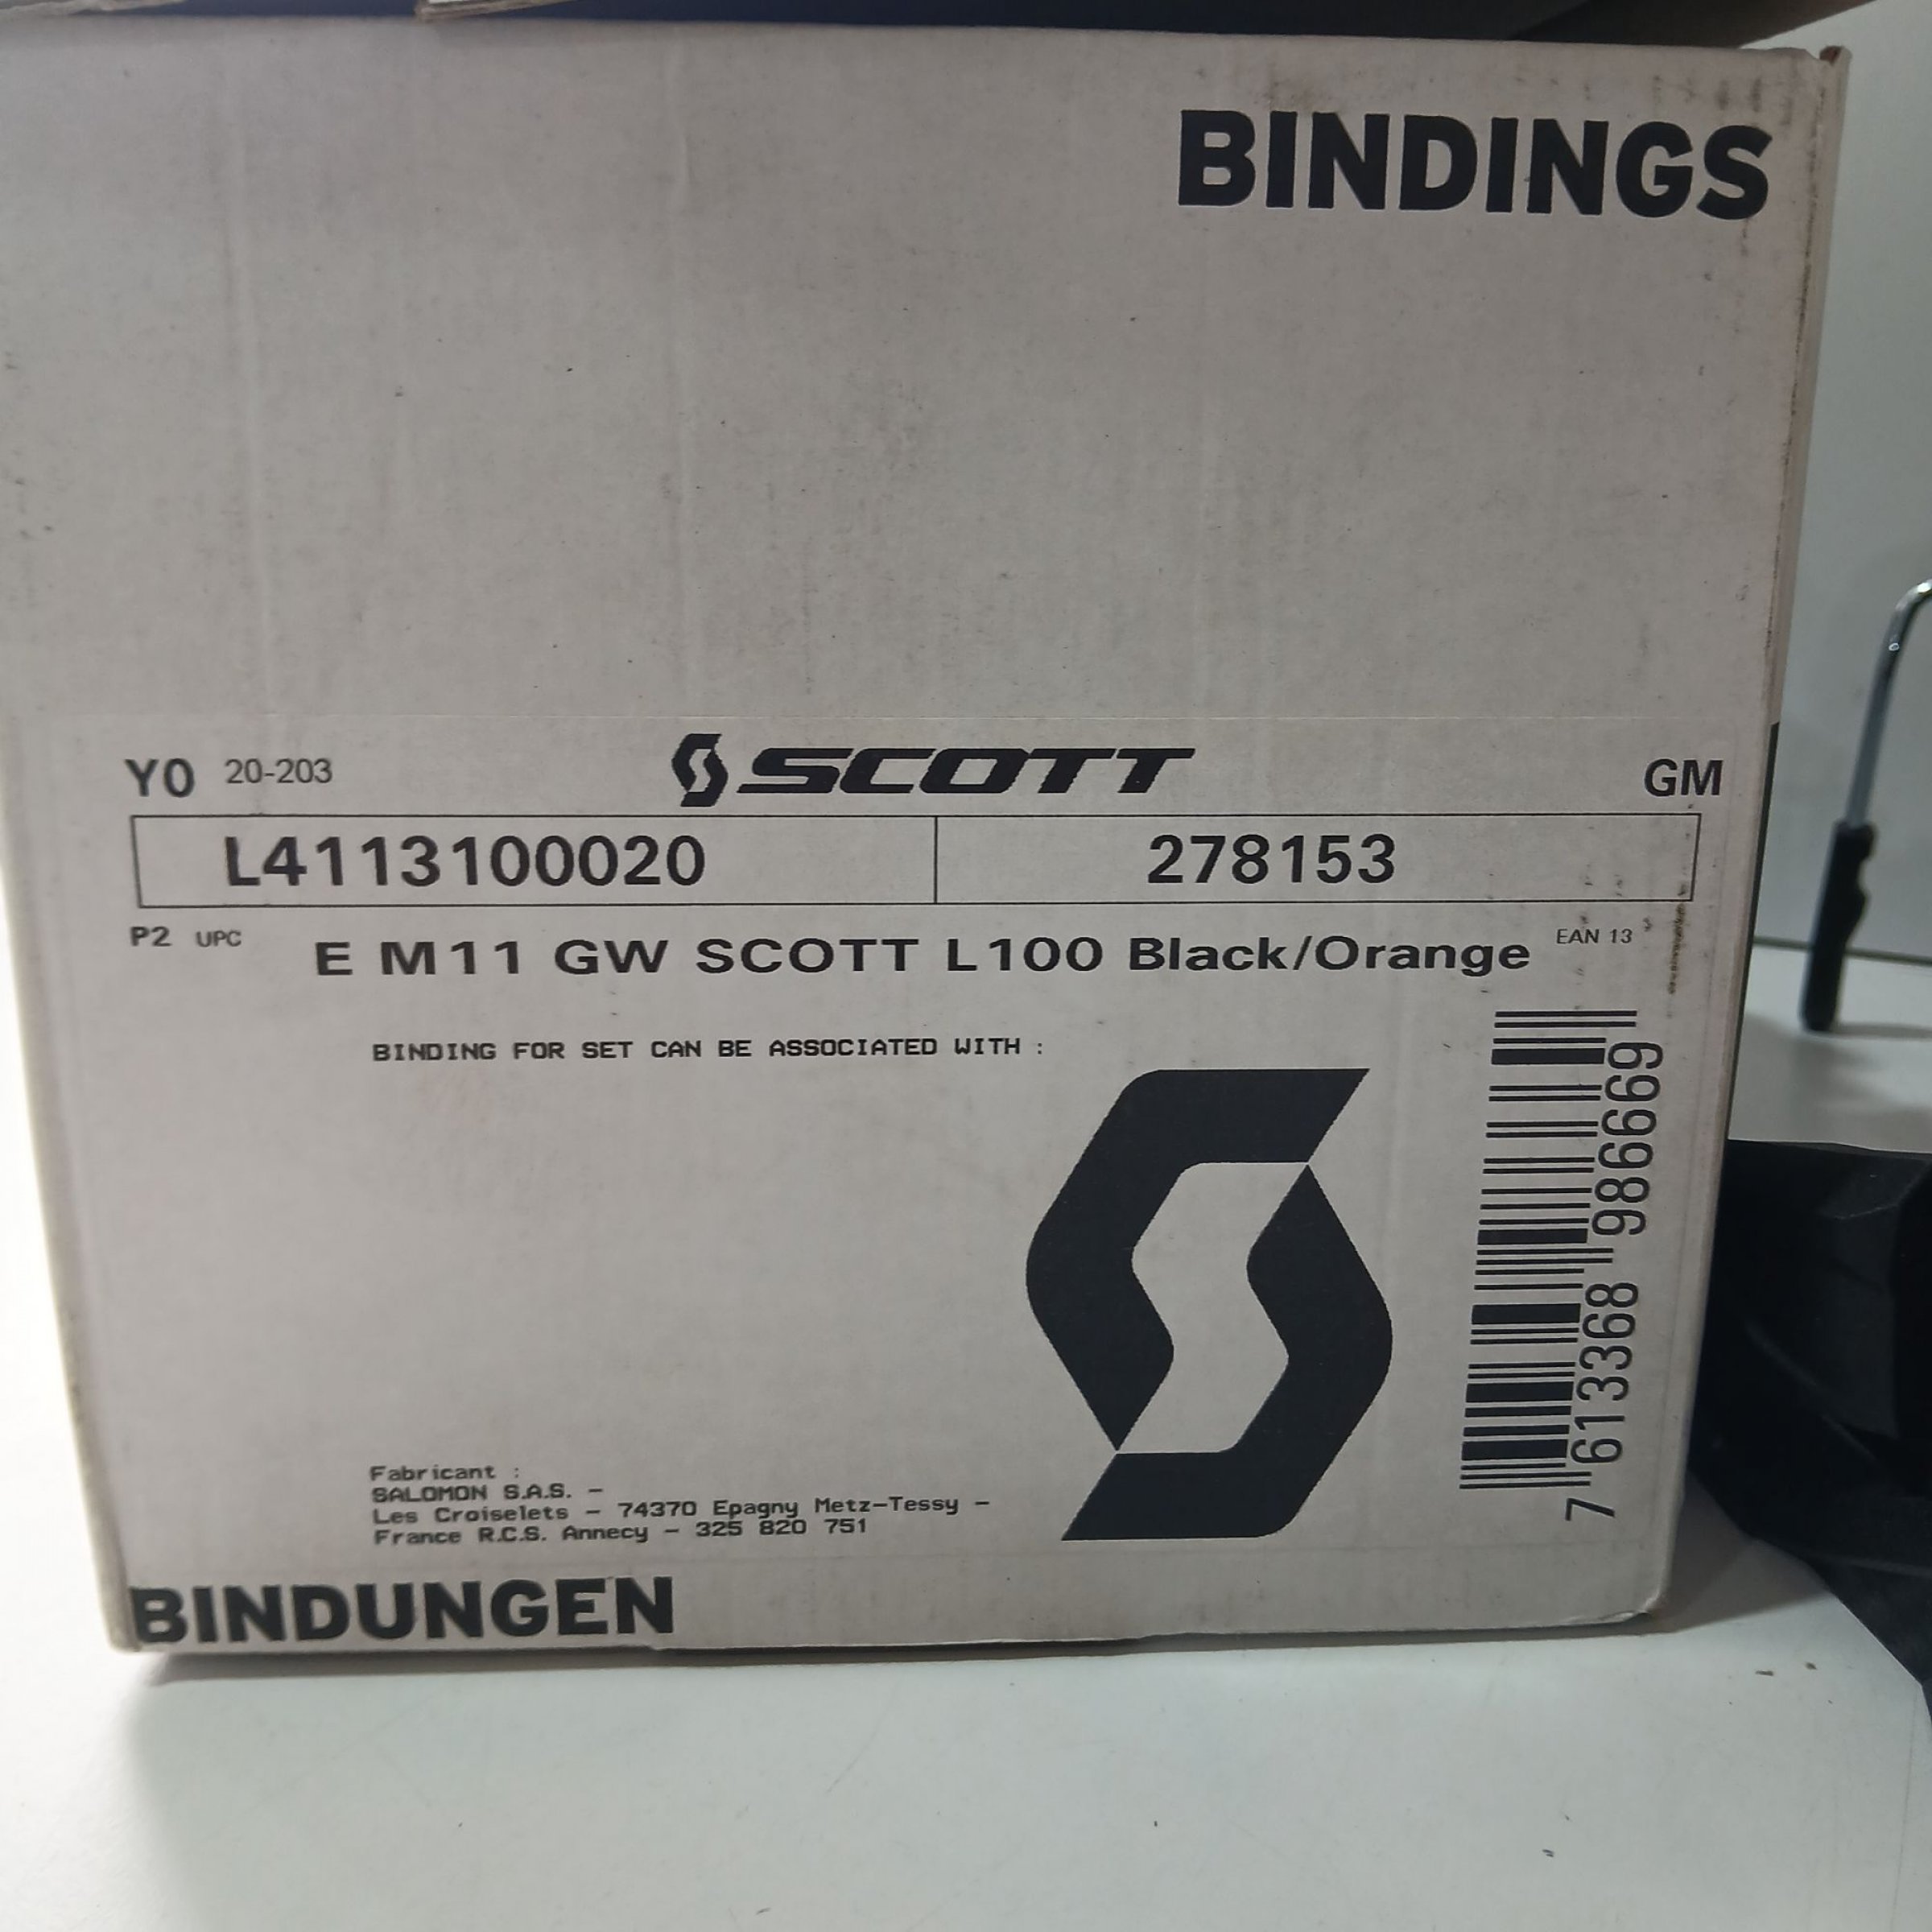 BINDINGS
Y0 20-203 SCOTT GM
L4113100020 278153
P2 UPC E M11 GW SCOTT L100 Black/Orange EAN 13
BINDING FOR SET CAN BE ASSOCIATED WITH :
7 613368 986669
Fabricant :
SALOMON S.A.S. –
Les Croiselets – 74370 Epagny Metz-Tessy –
France R.C.S. Annecy – 325 820 751
BINDUNGEN